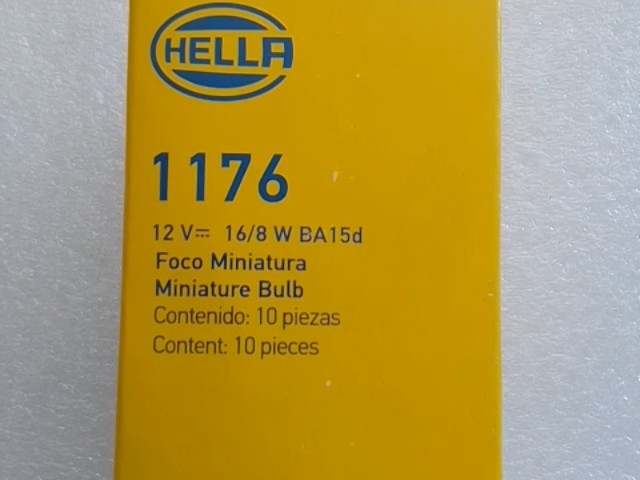 HELLA
1176
12 V⎓ 16/8 W BA15d
Foco Miniatura
Miniature Bulb
Contenido: 10 piezas
Content: 10 pieces